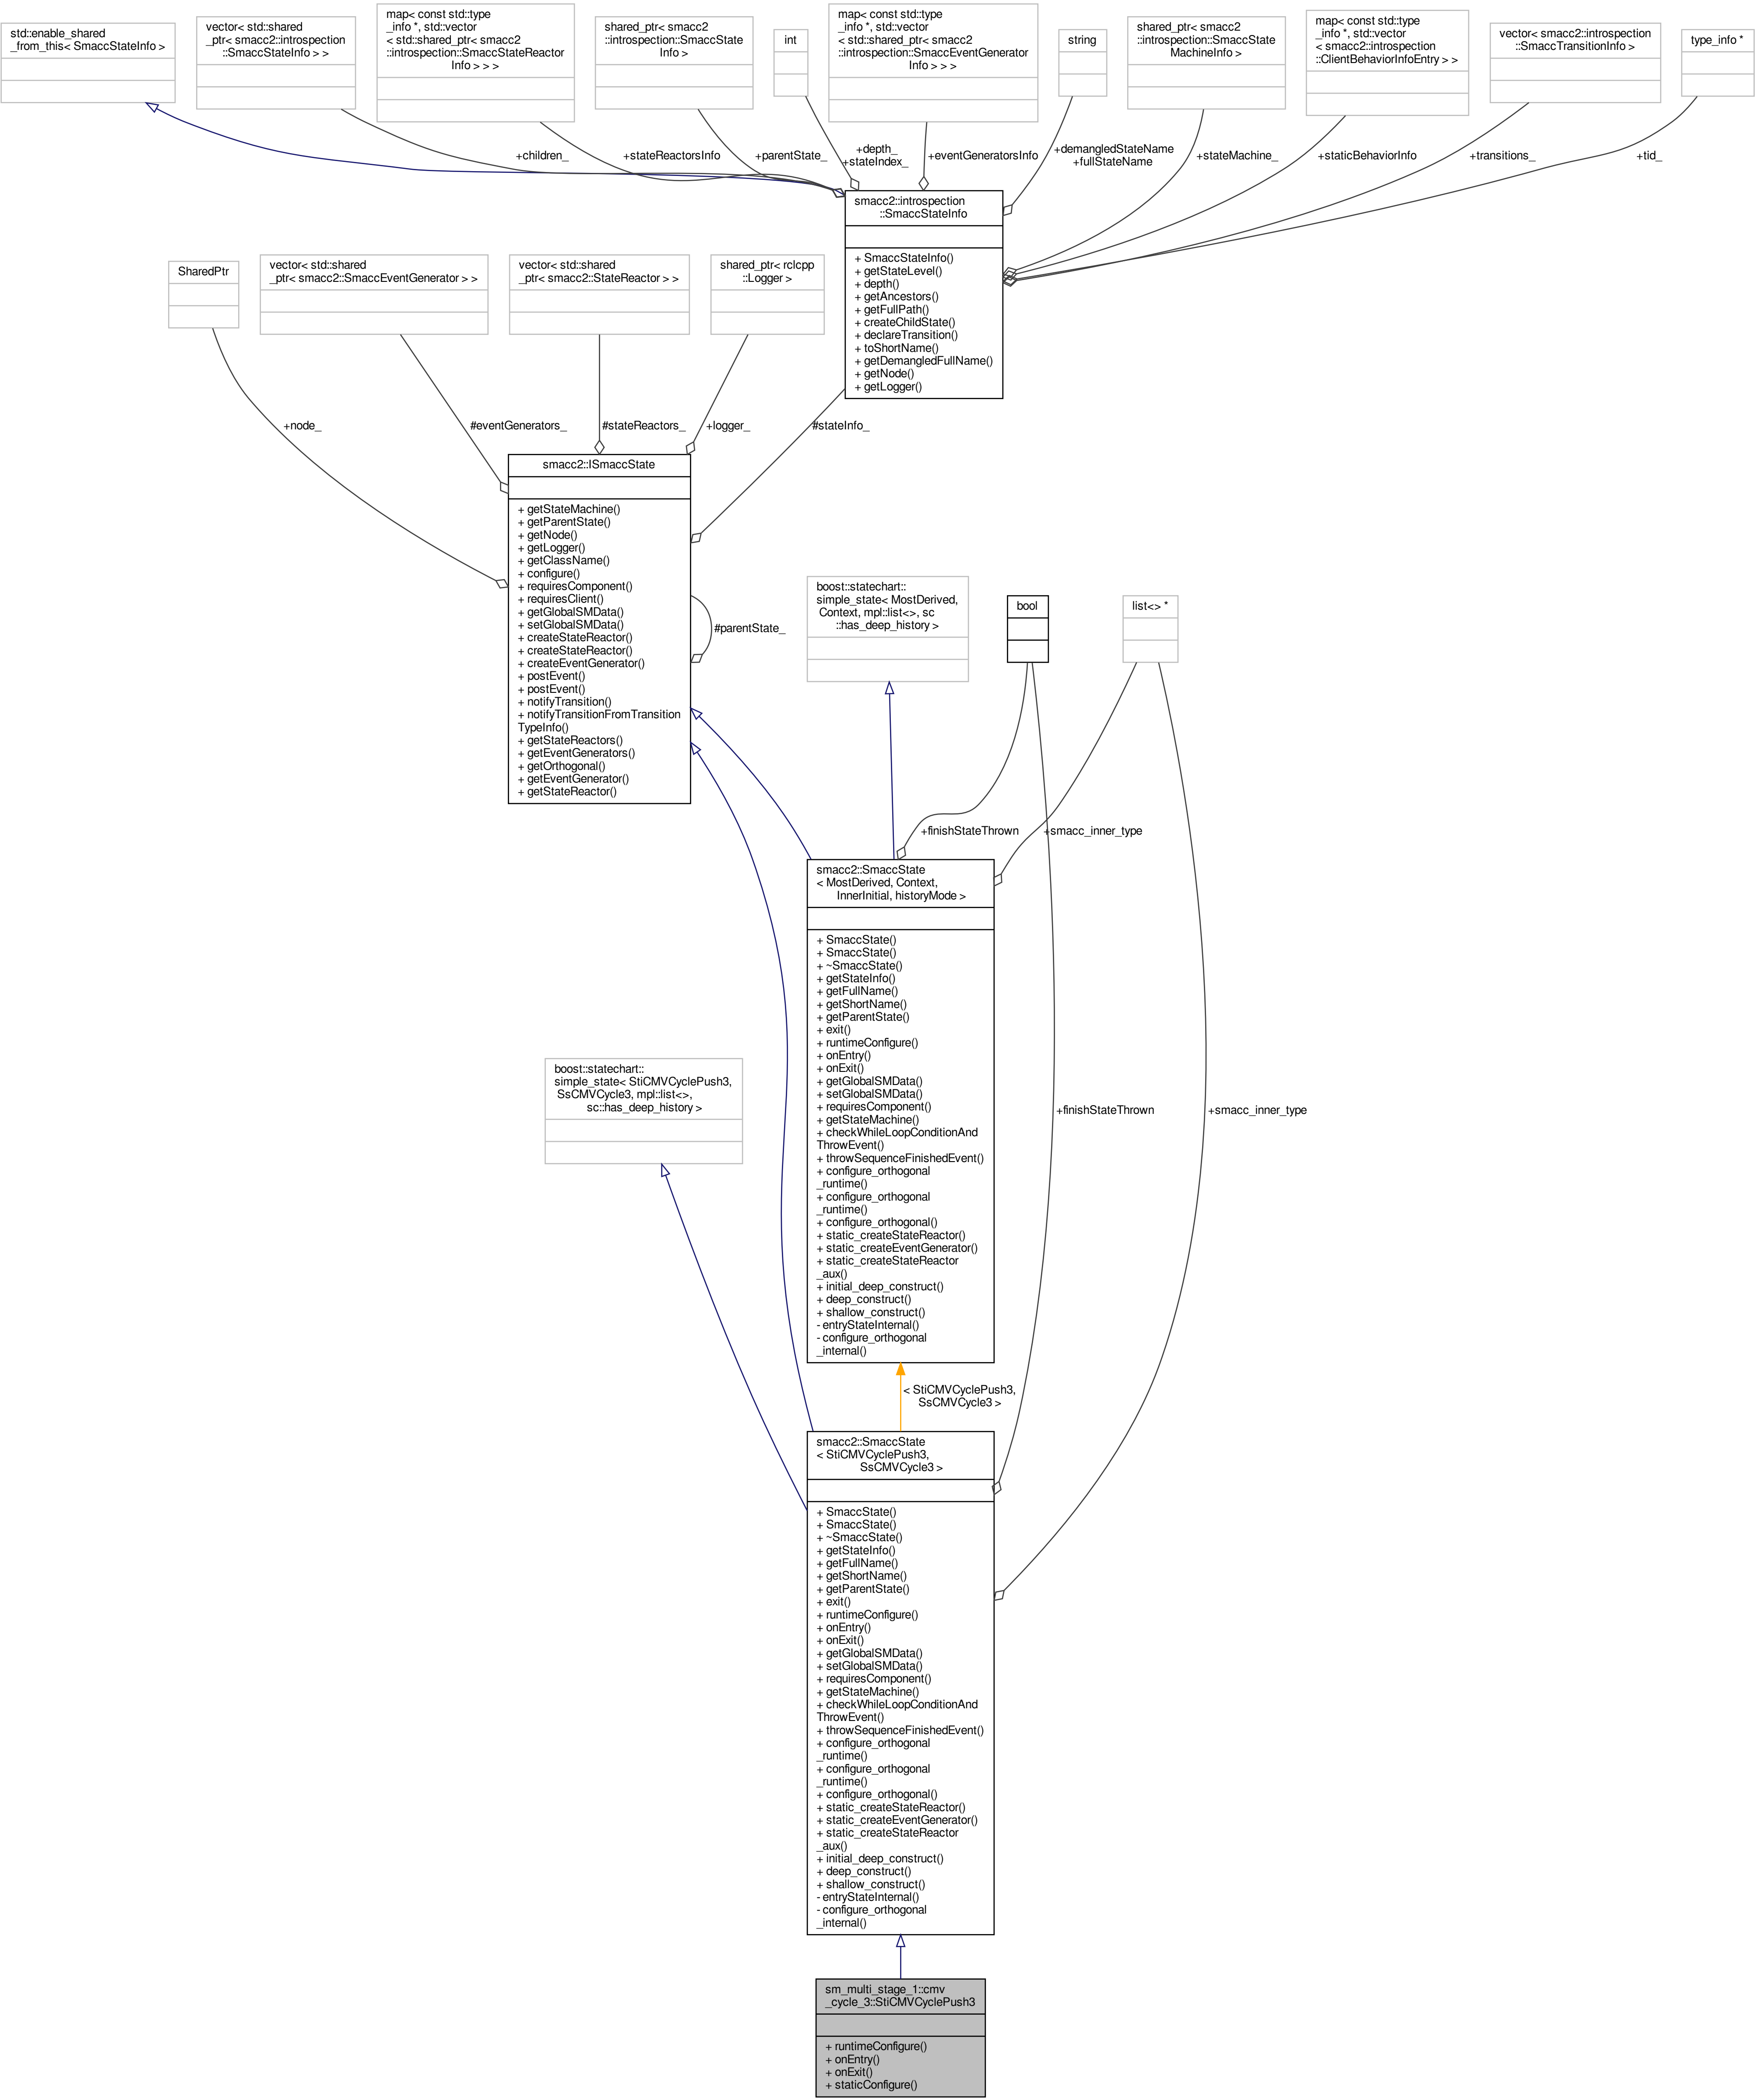 std::enable_shared
_from_this< SmaccStateInfo >
vector< std::shared
_ptr< smacc2::introspection
::SmaccStateInfo > >
map< const std::type
_info *, std::vector
< std::shared_ptr< smacc2
::introspection::SmaccStateReactor
Info > > >
shared_ptr< smacc2
::introspection::SmaccState
Info >
int
map< const std::type
_info *, std::vector
< std::shared_ptr< smacc2
::introspection::SmaccEventGenerator
Info > > >
string
shared_ptr< smacc2
::introspection::SmaccState
MachineInfo >
map< const std::type
_info *, std::vector
< smacc2::introspection
::ClientBehaviorInfoEntry > >
vector< smacc2::introspection
::SmaccTransitionInfo >
type_info *
+children_
+stateReactorsInfo
+parentState_
+depth_
+stateIndex_
+eventGeneratorsInfo
+demangledStateName
+fullStateName
+stateMachine_
+staticBehaviorInfo
+transitions_
+tid_
smacc2::introspection
::SmaccStateInfo
+ SmaccStateInfo()
+ getStateLevel()
+ depth()
+ getAncestors()
+ getFullPath()
+ createChildState()
+ declareTransition()
+ toShortName()
+ getDemangledFullName()
+ getNode()
+ getLogger()
SharedPtr
vector< std::shared
_ptr< smacc2::SmaccEventGenerator > >
vector< std::shared
_ptr< smacc2::StateReactor > >
shared_ptr< rclcpp
::Logger >
+node_
#eventGenerators_
#stateReactors_
+logger_
#stateInfo_
smacc2::ISmaccState
+ getStateMachine()
+ getParentState()
+ getNode()
+ getLogger()
+ getClassName()
+ configure()
+ requiresComponent()
+ requiresClient()
+ getGlobalSMData()
+ setGlobalSMData()
+ createStateReactor()
+ createStateReactor()
+ createEventGenerator()
+ postEvent()
+ postEvent()
+ notifyTransition()
+ notifyTransitionFromTransition
TypeInfo()
+ getStateReactors()
+ getEventGenerators()
+ getOrthogonal()
+ getEventGenerator()
+ getStateReactor()
#parentState_
boost::statechart::
simple_state< MostDerived,
Context, mpl::list<>, sc
::has_deep_history >
bool
list<> *
+finishStateThrown
+smacc_inner_type
smacc2::SmaccState
< MostDerived, Context,
InnerInitial, historyMode >
+ SmaccState()
+ SmaccState()
+ ~SmaccState()
+ getStateInfo()
+ getFullName()
+ getShortName()
+ getParentState()
+ exit()
+ runtimeConfigure()
+ onEntry()
+ onExit()
+ getGlobalSMData()
+ setGlobalSMData()
+ requiresComponent()
+ getStateMachine()
+ checkWhileLoopConditionAnd
ThrowEvent()
+ throwSequenceFinishedEvent()
+ configure_orthogonal
_runtime()
+ configure_orthogonal
_runtime()
+ configure_orthogonal()
+ static_createStateReactor()
+ static_createEventGenerator()
+ static_createStateReactor
_aux()
+ initial_deep_construct()
+ deep_construct()
+ shallow_construct()
- entryStateInternal()
- configure_orthogonal
_internal()
boost::statechart::
simple_state< StiCMVCyclePush3,
SsCMVCycle3, mpl::list<>,
sc::has_deep_history >
+finishStateThrown
+smacc_inner_type
< StiCMVCyclePush3,
SsCMVCycle3 >
smacc2::SmaccState
< StiCMVCyclePush3,
SsCMVCycle3 >
+ SmaccState()
+ SmaccState()
+ ~SmaccState()
+ getStateInfo()
+ getFullName()
+ getShortName()
+ getParentState()
+ exit()
+ runtimeConfigure()
+ onEntry()
+ onExit()
+ getGlobalSMData()
+ setGlobalSMData()
+ requiresComponent()
+ getStateMachine()
+ checkWhileLoopConditionAnd
ThrowEvent()
+ throwSequenceFinishedEvent()
+ configure_orthogonal
_runtime()
+ configure_orthogonal
_runtime()
+ configure_orthogonal()
+ static_createStateReactor()
+ static_createEventGenerator()
+ static_createStateReactor
_aux()
+ initial_deep_construct()
+ deep_construct()
+ shallow_construct()
- entryStateInternal()
- configure_orthogonal
_internal()
sm_multi_stage_1::cmv
_cycle_3::StiCMVCyclePush3
+ runtimeConfigure()
+ onEntry()
+ onExit()
+ staticConfigure()